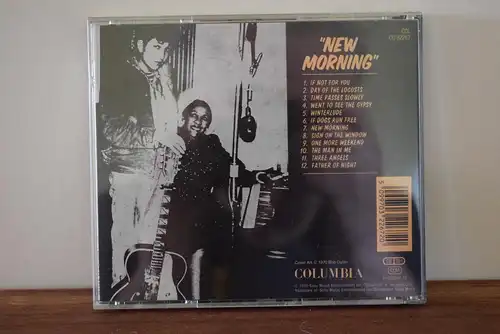 "NEW
MORNING"
1. IF NOT FOR YOU
2. DAY OF THE LOCUSTS
3. TIME PASSES SLOWLY
4. WENT TO SEE THE GYPSY
5. WINTERLUDE
6. IF DOGS RUN FREE
7. NEW MORNING
8. SIGN ON THE WINDOW
9. ONE MORE WEEKEND
10. THE MAN IN ME
11. THREE ANGELS
12. FATHER OF NIGHT
COLUMBIA